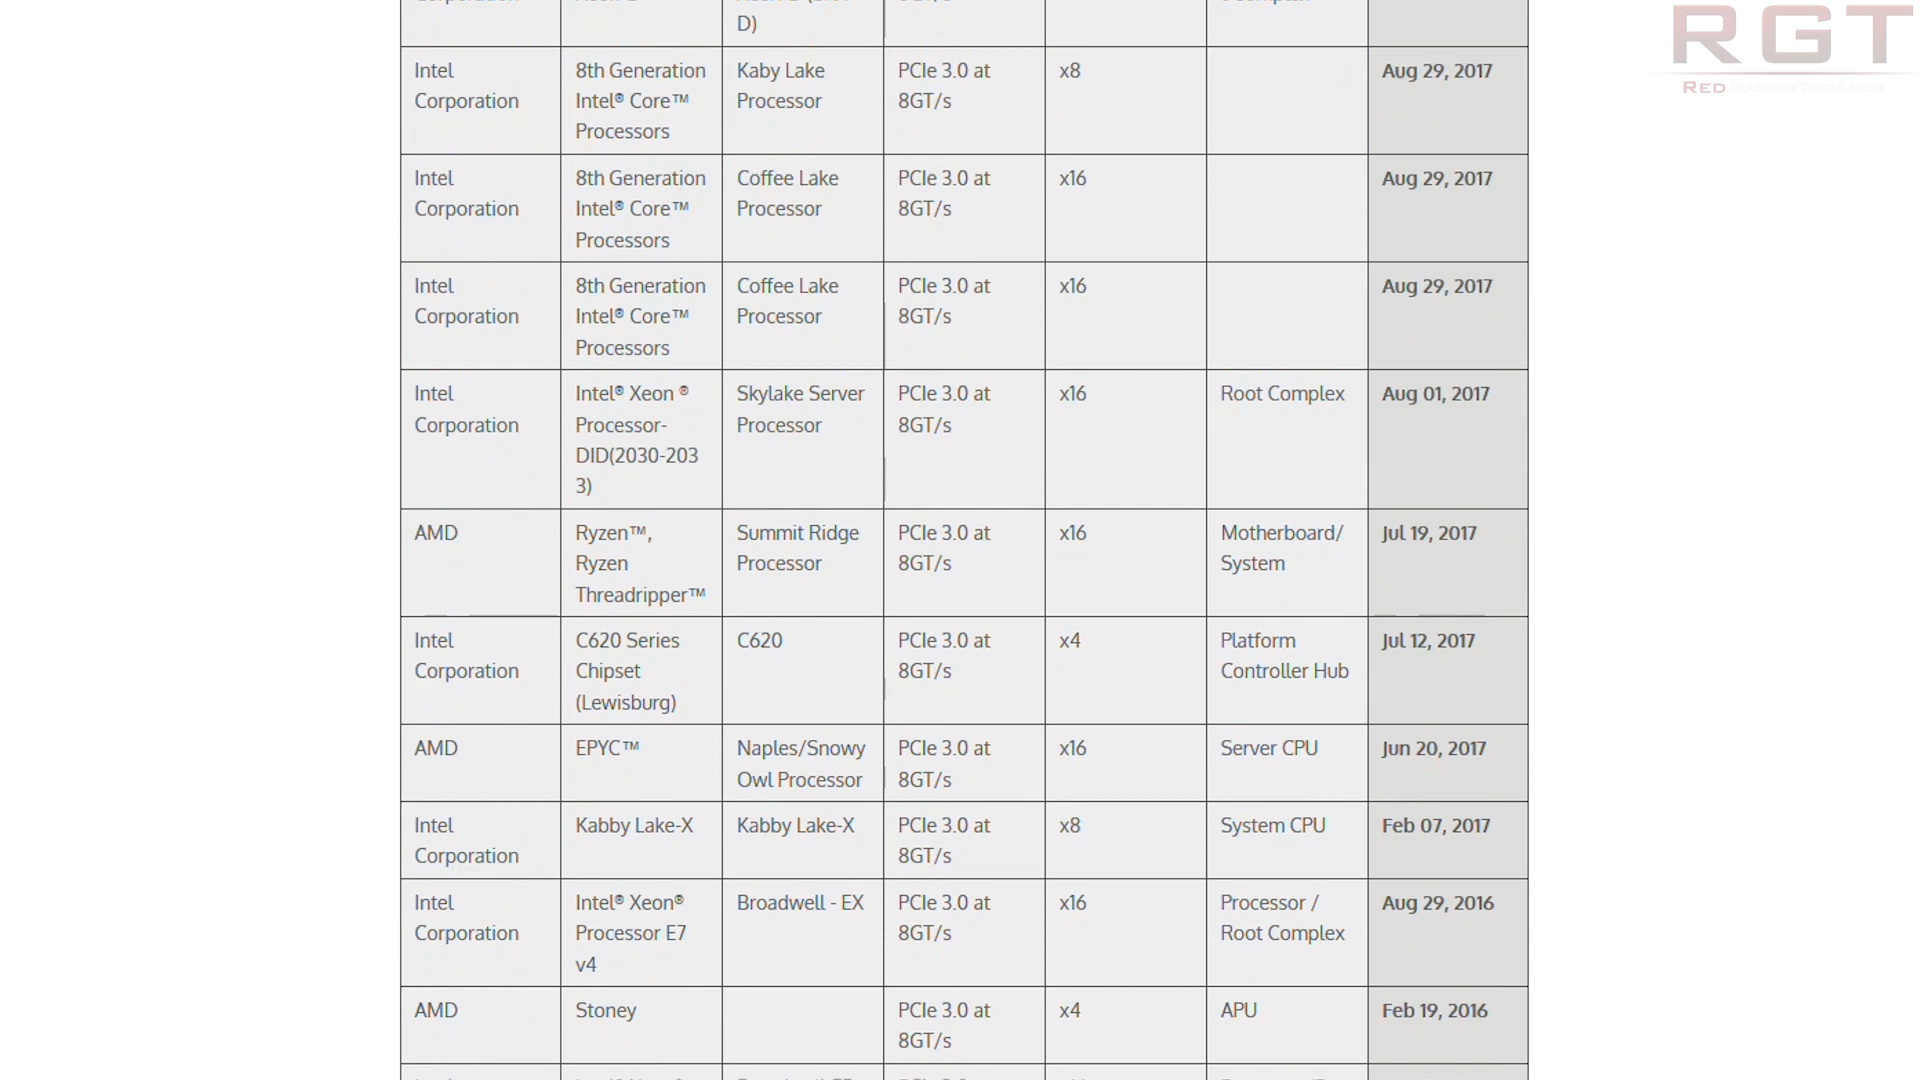 D)
Intel Corporation
8th Generation Intel® Core™ Processors
Kaby Lake Processor
PCIe 3.0 at 8GT/s
x8
Aug 29, 2017
Intel Corporation
8th Generation Intel® Core™ Processors
Coffee Lake Processor
PCIe 3.0 at 8GT/s
x16
Aug 29, 2017
Intel Corporation
8th Generation Intel® Core™ Processors
Coffee Lake Processor
PCIe 3.0 at 8GT/s
x16
Aug 29, 2017
Intel Corporation
Intel® Xeon ® Processor-DID(2030-2033)
Skylake Server Processor
PCIe 3.0 at 8GT/s
x16
Root Complex
Aug 01, 2017
AMD
Ryzen™, Ryzen Threadripper™
Summit Ridge Processor
PCIe 3.0 at 8GT/s
x16
Motherboard/ System
Jul 19, 2017
Intel Corporation
C620 Series Chipset (Lewisburg)
C620
PCIe 3.0 at 8GT/s
x4
Platform Controller Hub
Jul 12, 2017
AMD
EPYC™
Naples/Snowy Owl Processor
PCIe 3.0 at 8GT/s
x16
Server CPU
Jun 20, 2017
Intel Corporation
Kabby Lake-X
Kabby Lake-X
PCIe 3.0 at 8GT/s
x8
System CPU
Feb 07, 2017
Intel Corporation
Intel® Xeon® Processor E7 v4
Broadwell - EX
PCIe 3.0 at 8GT/s
x16
Processor / Root Complex
Aug 29, 2016
AMD
Stoney
PCIe 3.0 at 8GT/s
x4
APU
Feb 19, 2016
RGT
RedGamingTech.com